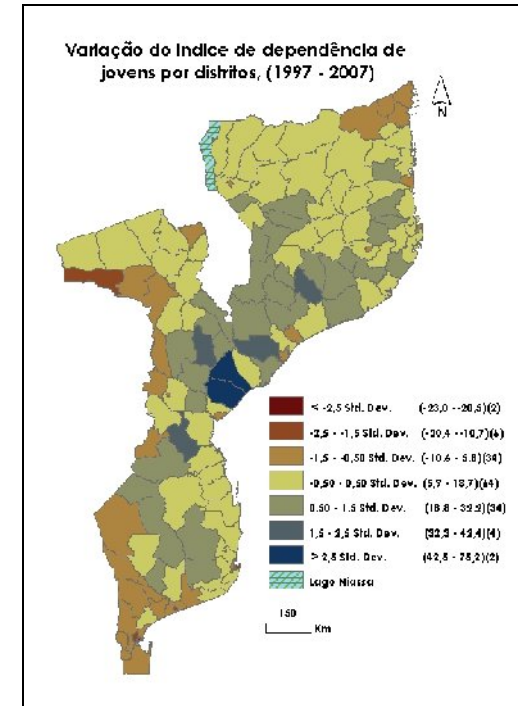 Variação do Indice de dependência de
jovens por distritos, (1997 - 2007)
N
< -2,5 Std. Dev. (-23,0 --20,5)(2)
-2,5 - -1,5 Std. Dev. (-20,4 --10,7)(6)
-1,5 - -0,50 Std. Dev. (-10,6 - 5,8)(34)
-0,50 - 0,50 Std. Dev. (5,9 - 18,7)(64)
0,50 - 1,5 Std. Dev. (18,8 - 32,2)(34)
1,5 - 2,5 Std. Dev. (32,3 - 42,4)(4)
> 2,5 Std. Dev. (42,5 - 75,2)(2)
Lago Niassa
150
Km